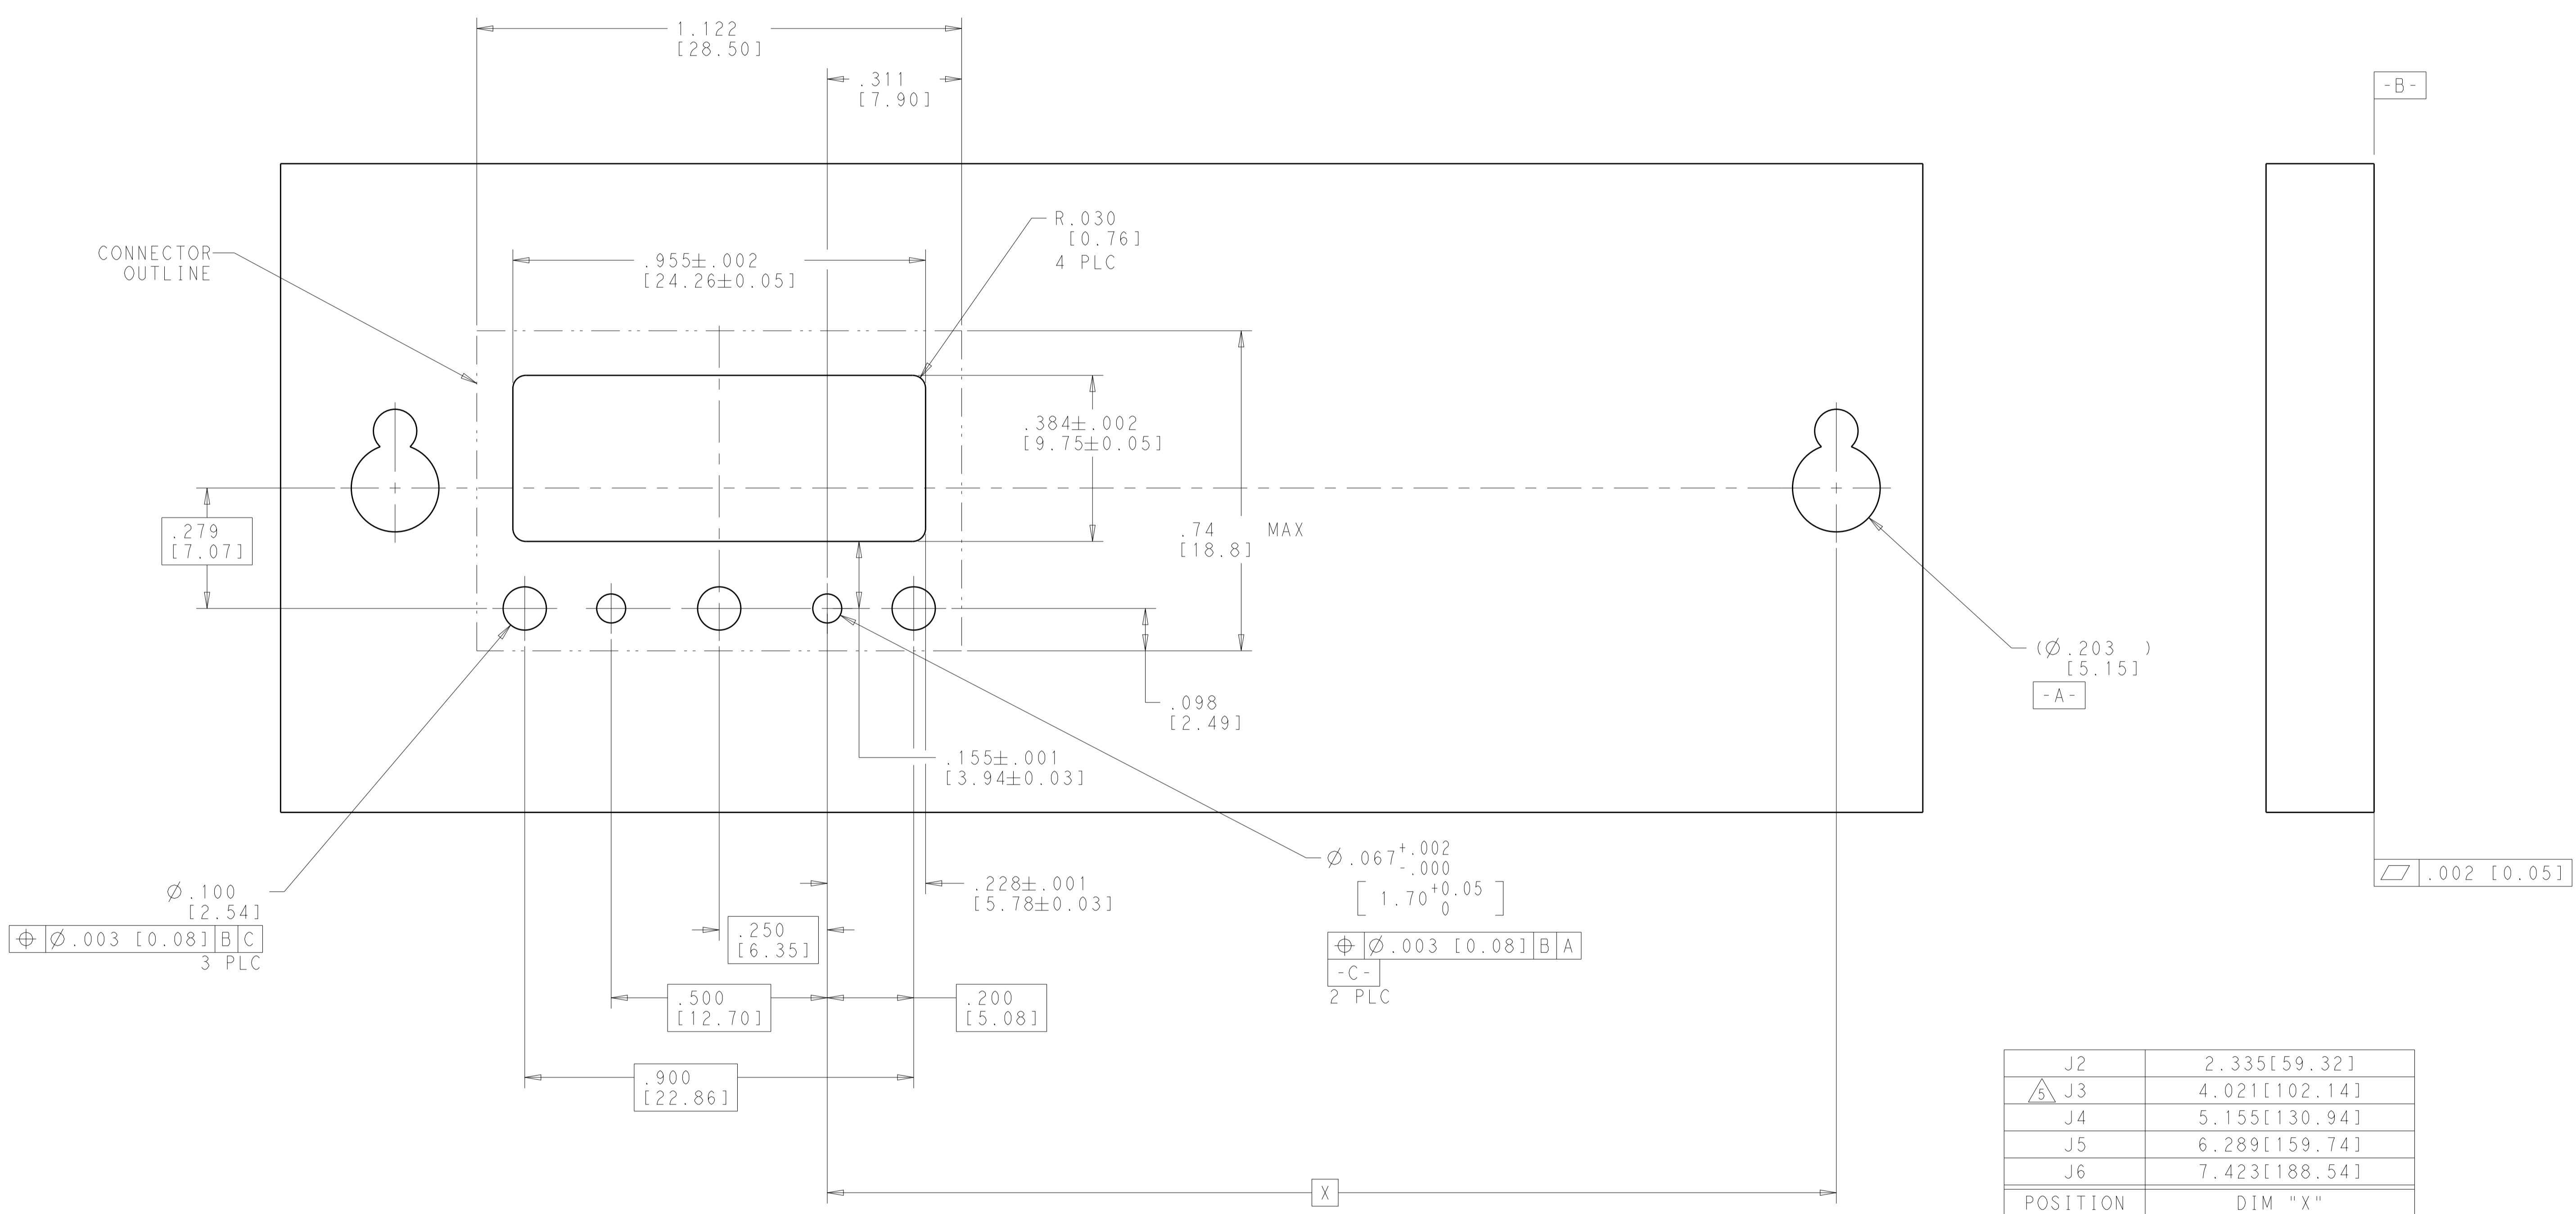 1.122
[28.50]
.311
[7.90]
-B-
R.030
[0.76]
4 PLC
CONNECTOR
OUTLINE
.955±.002
[24.26±0.05]
.384±.002
[9.75±0.05]
.279
[7.07]
.74 MAX
[18.8]
(Ø.203 )
[5.15]
-A-
.098
[2.49]
.155±.001
[3.94±0.03]
Ø.067 +.002
-.000
[1.70 +0.05
0]
⌖ Ø.003 [0.08] B A
-C-
2 PLC
.002 [0.05]
Ø.100
[2.54]
⌖ Ø.003 [0.08] B C
3 PLC
.228±.001
[5.78±0.03]
.250
[6.35]
.500
[12.70]
.200
[5.08]
.900
[22.86]
X
J2 2.335[59.32]
5 J3 4.021[102.14]
J4 5.155[130.94]
J5 6.289[159.74]
J6 7.423[188.54]
POSITION DIM "X"